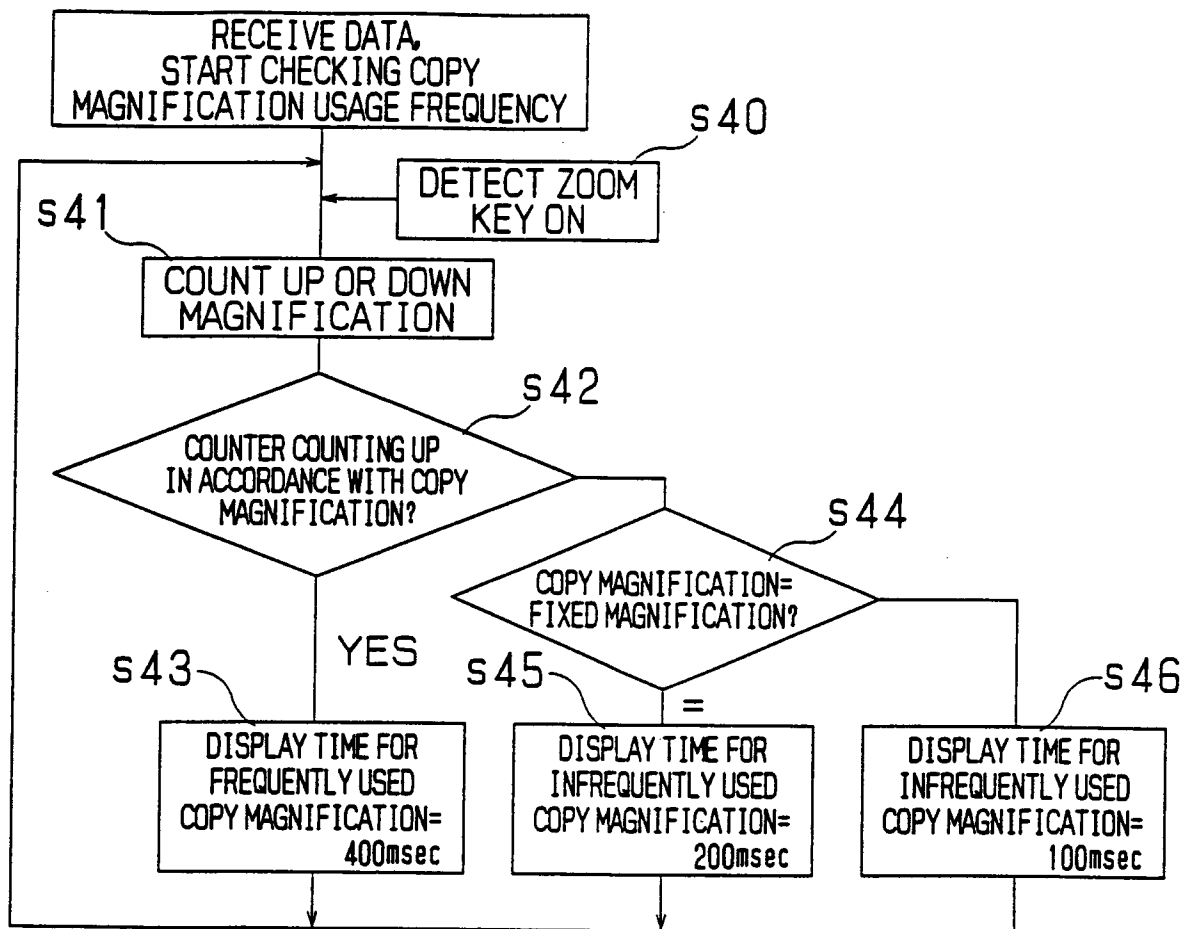 RECEIVE DATA,
START CHECKING COPY
MAGNIFICATION USAGE FREQUENCY
s40
DETECT ZOOM
KEY ON
s41
COUNT UP OR DOWN
MAGNIFICATION
s42
COUNTER COUNTING UP
IN ACCORDANCE WITH COPY
MAGNIFICATION?
s44
COPY MAGNIFICATION=
FIXED MAGNIFICATION?
YES
s43
DISPLAY TIME FOR
FREQUENTLY USED
COPY MAGNIFICATION=
400msec
s45
=
DISPLAY TIME FOR
INFREQUENTLY USED
COPY MAGNIFICATION=
200msec
s46
DISPLAY TIME FOR
INFREQUENTLY USED
COPY MAGNIFICATION=
100msec